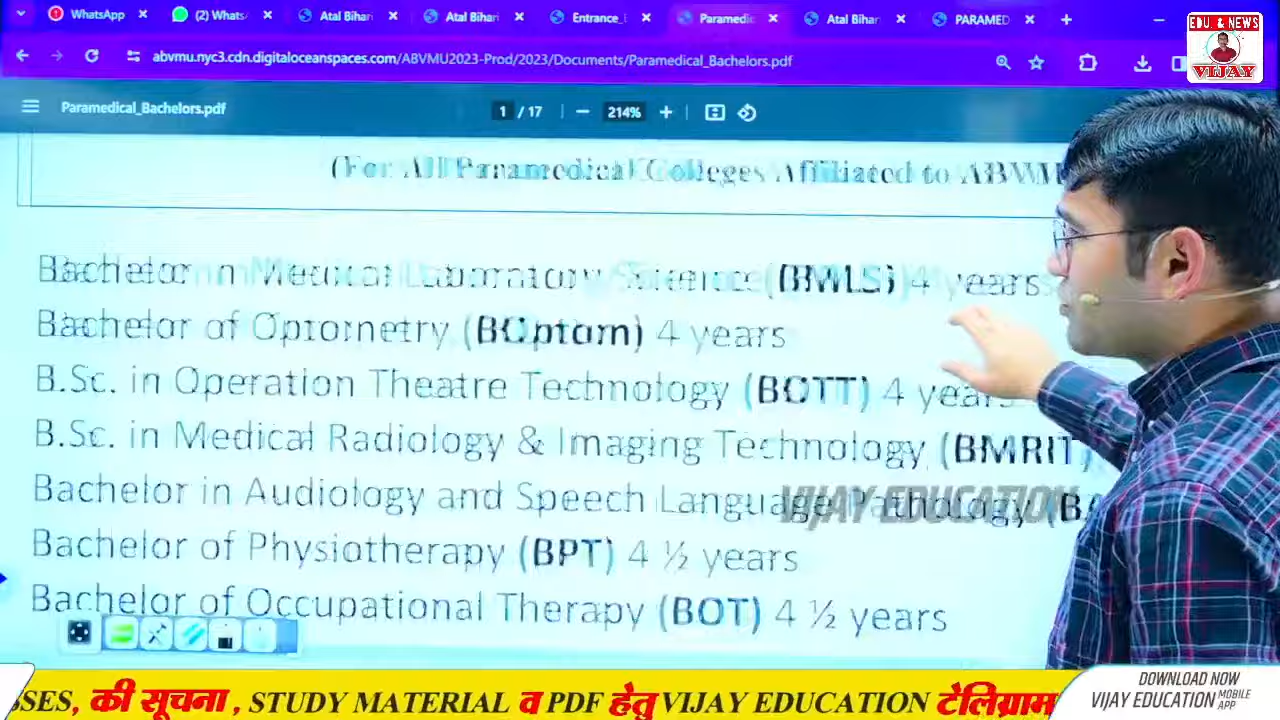 WhatsApp
(2) Whats
Atal Bihari
Atal Bihari
Entrance_
Paramedic
Atal Bihar
PARAMED
EDU. & NEWS
VIJAY
abvmu.nyc3.cdn.digitaloceanspaces.com/ABVMU2023-Prod/2023/Documents/Paramedical_Bachelors.pdf
Paramedical_Bachelors.pdf
1 / 17
214%
(For All Paramedical Colleges Affiliated to ABVM
Bachelor in Medical Laboratory Science (BMLS) 4 years
Bachelor of Optometry (BOptom) 4 years
B.Sc. in Operation Theatre Technology (BOTT) 4 years
B.Sc. in Medical Radiology & Imaging Technology (BMRIT)
Bachelor in Audiology and Speech Language Pathology (BA
VIJAY EDUCATION
Bachelor of Physiotherapy (BPT) 4 ½ years
Bachelor of Occupational Therapy (BOT) 4 ½ years
SSES, की सूचना , STUDY MATERIAL व PDF हेतु VIJAY EDUCATION टेलिग्राम
DOWNLOAD NOW
VIJAY EDUCATION MOBILE APP